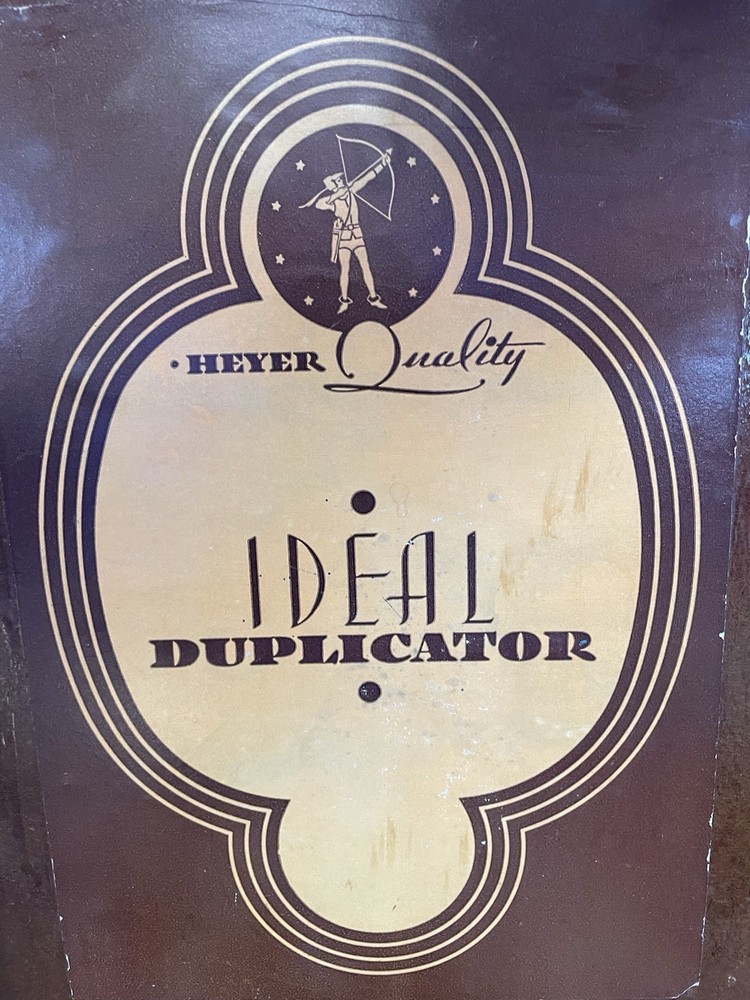 • HEYER Quality
IDEAL
DUPLICATOR